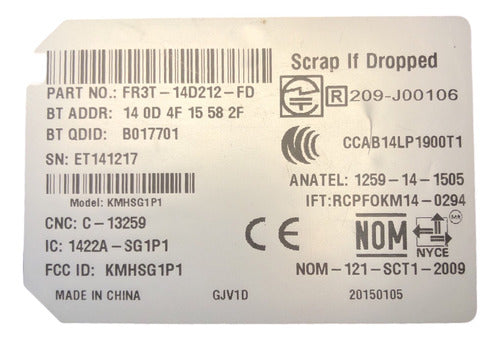 Scrap If Dropped
PART NO.: FR3T-14D212-FD
BT ADDR: 14 0D 4F 15 58 2F
R 209-J00106
BT QDID: B017701
CCAB14LP1900T1
SN: ET141217
ANATEL: 1259-14-1505
Model: KMHSG1P1
IFT:RCPFOKM14-0294
CNC: C-13259
IC: 1422A-SG1P1
CE
NOM
NYCE
FCC ID: KMHSG1P1
NOM-121-SCT1-2009
MADE IN CHINA
GJV1D
20150105